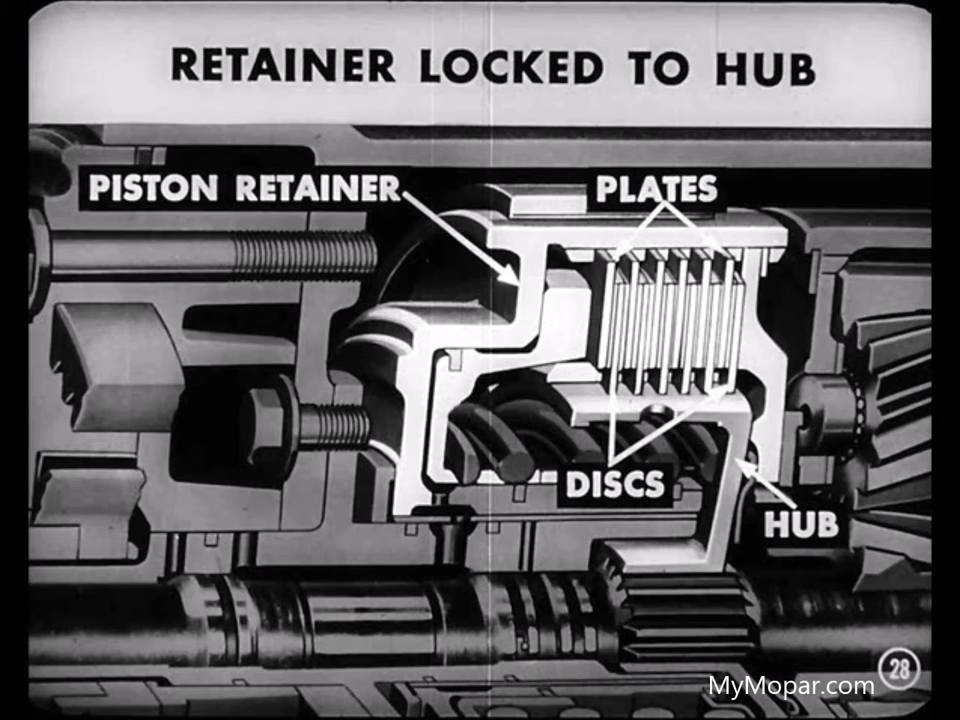 RETAINER LOCKED TO HUB
PISTON RETAINER
PLATES
DISCS
HUB
28
MyMopar.com